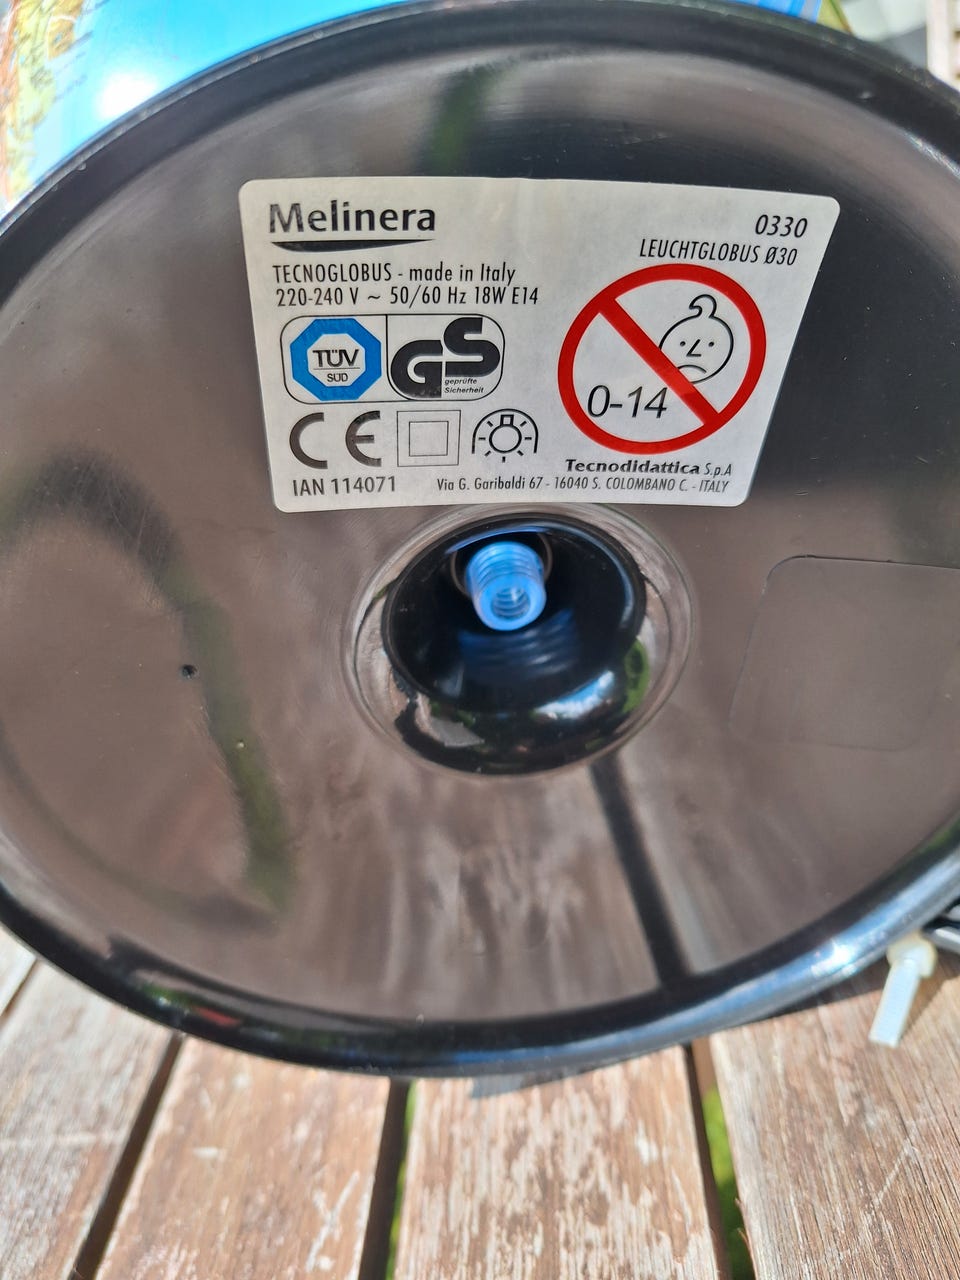 Melinera
0330
LEUCHTGLOBUS Ø30
TECNOGLOBUS - made in Italy
220-240 V ~ 50/60 Hz 18W E14
TÜV
SÜD
GS
geprüfte
Sicherheit
0-14
CE
Tecnodidattica S.p.A
IAN 114071
Via G. Garibaldi 67 - 16040 S. COLOMBANO C. - ITALY